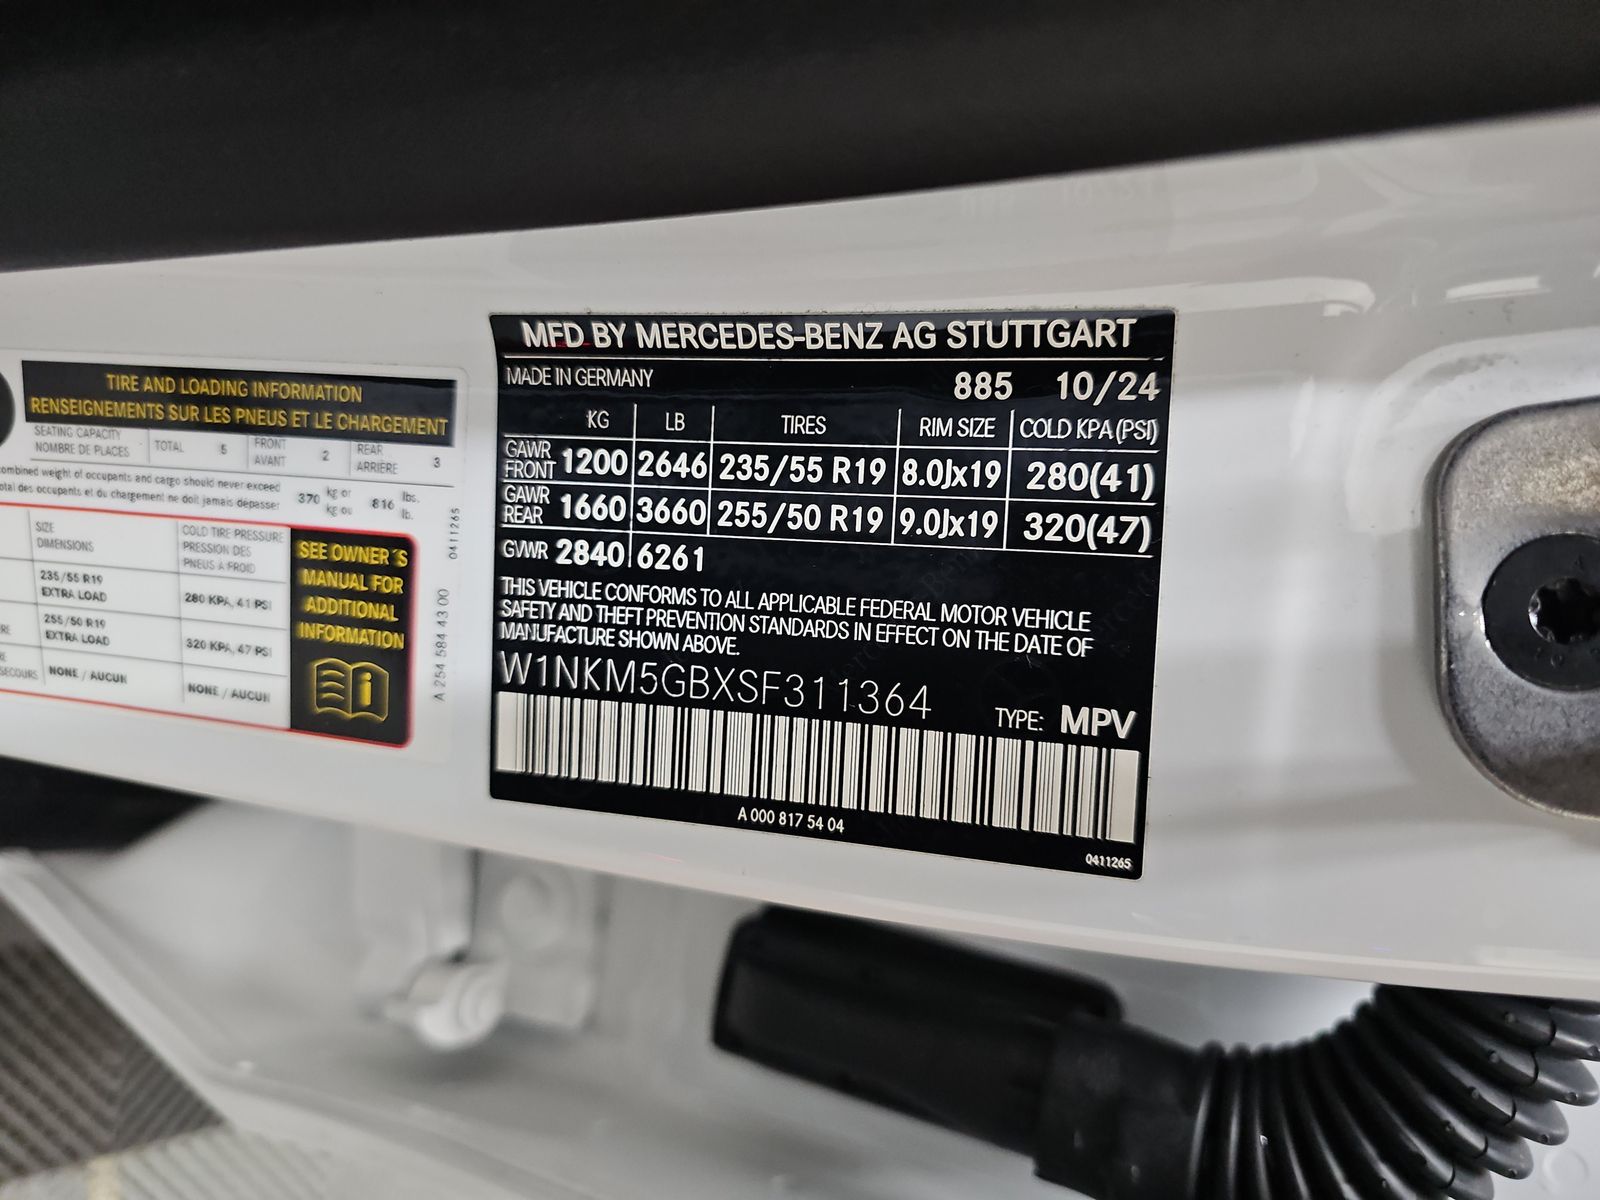 TIRE AND LOADING INFORMATION
RENSEIGNEMENTS SUR LES PNEUS ET LE CHARGEMENT
SEATING CAPACITY
NOMBRE DE PLACES
TOTAL 5
FRONT
AVANT
2
REAR
ARRIÈRE
3
combined weight of occupants and cargo should never exceed
total des occupants et du chargement ne doit jamais dépasser
370 kg or
kg ou
816 lbs.
lb.
SIZE
DIMENSIONS
COLD TIRE PRESSURE
PRESSION DES
PNEUS A FROID
235/55 R19
EXTRA LOAD
280 KPA, 41 PSI
255/50 R19
EXTRA LOAD
320 KPA, 47 PSI
SECOURS
NONE / AUCUN
NONE / AUCUN
SEE OWNER´S
MANUAL FOR
ADDITIONAL
INFORMATION
0411265
A 254 584 43 00
MFD BY MERCEDES-BENZ AG STUTTGART
MADE IN GERMANY 885 10/24
KG LB TIRES RIM SIZE COLD KPA(PSI)
GAWR
FRONT 1200 2646 235/55 R19 8.0Jx19 280(41)
GAWR
REAR 1660 3660 255/50 R19 9.0Jx19 320(47)
GVWR 2840 6261
THIS VEHICLE CONFORMS TO ALL APPLICABLE FEDERAL MOTOR VEHICLE
SAFETY AND THEFT PREVENTION STANDARDS IN EFFECT ON THE DATE OF
MANUFACTURE SHOWN ABOVE.
W1NKM5GBXSF311364 TYPE: MPV
A 000 817 54 04
0411265